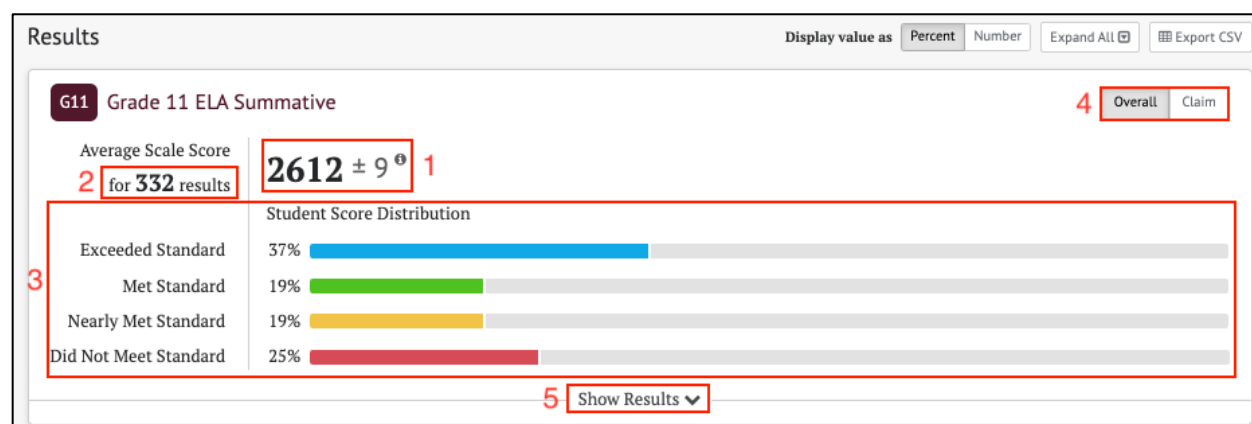 Results Display value as Percent Number Expand All Export CSV
G11 Grade 11 ELA Summative 4 Overall Claim
Average Scale Score
2 for 332 results 2612 ± 9 1
Student Score Distribution
Exceeded Standard 37%
3
Met Standard 19%
Nearly Met Standard 19%
Did Not Meet Standard 25%
5 Show Results